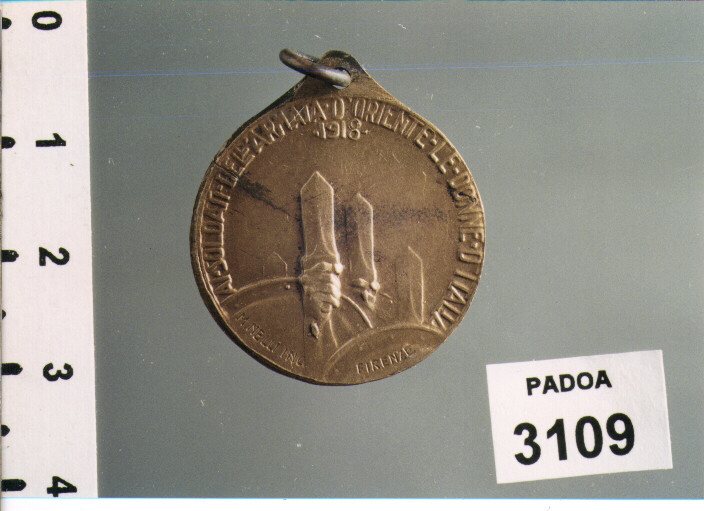 AI·SOLDATI·DELL'ARMATA·D'ORIENTE·LE·DONNE·D'ITALIA
·1918·
FIRENZE
PADOA
3109
0
1
2
3
4